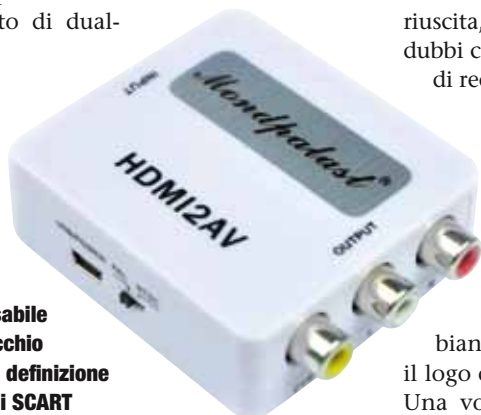 to di dual-
riuscita,
dubbi c
di rec
INPUT
Mondpalast®
HDMI2AV
OUTPUT
sabile
cchio
definizione
i SCART
bian
il logo d
Una vo